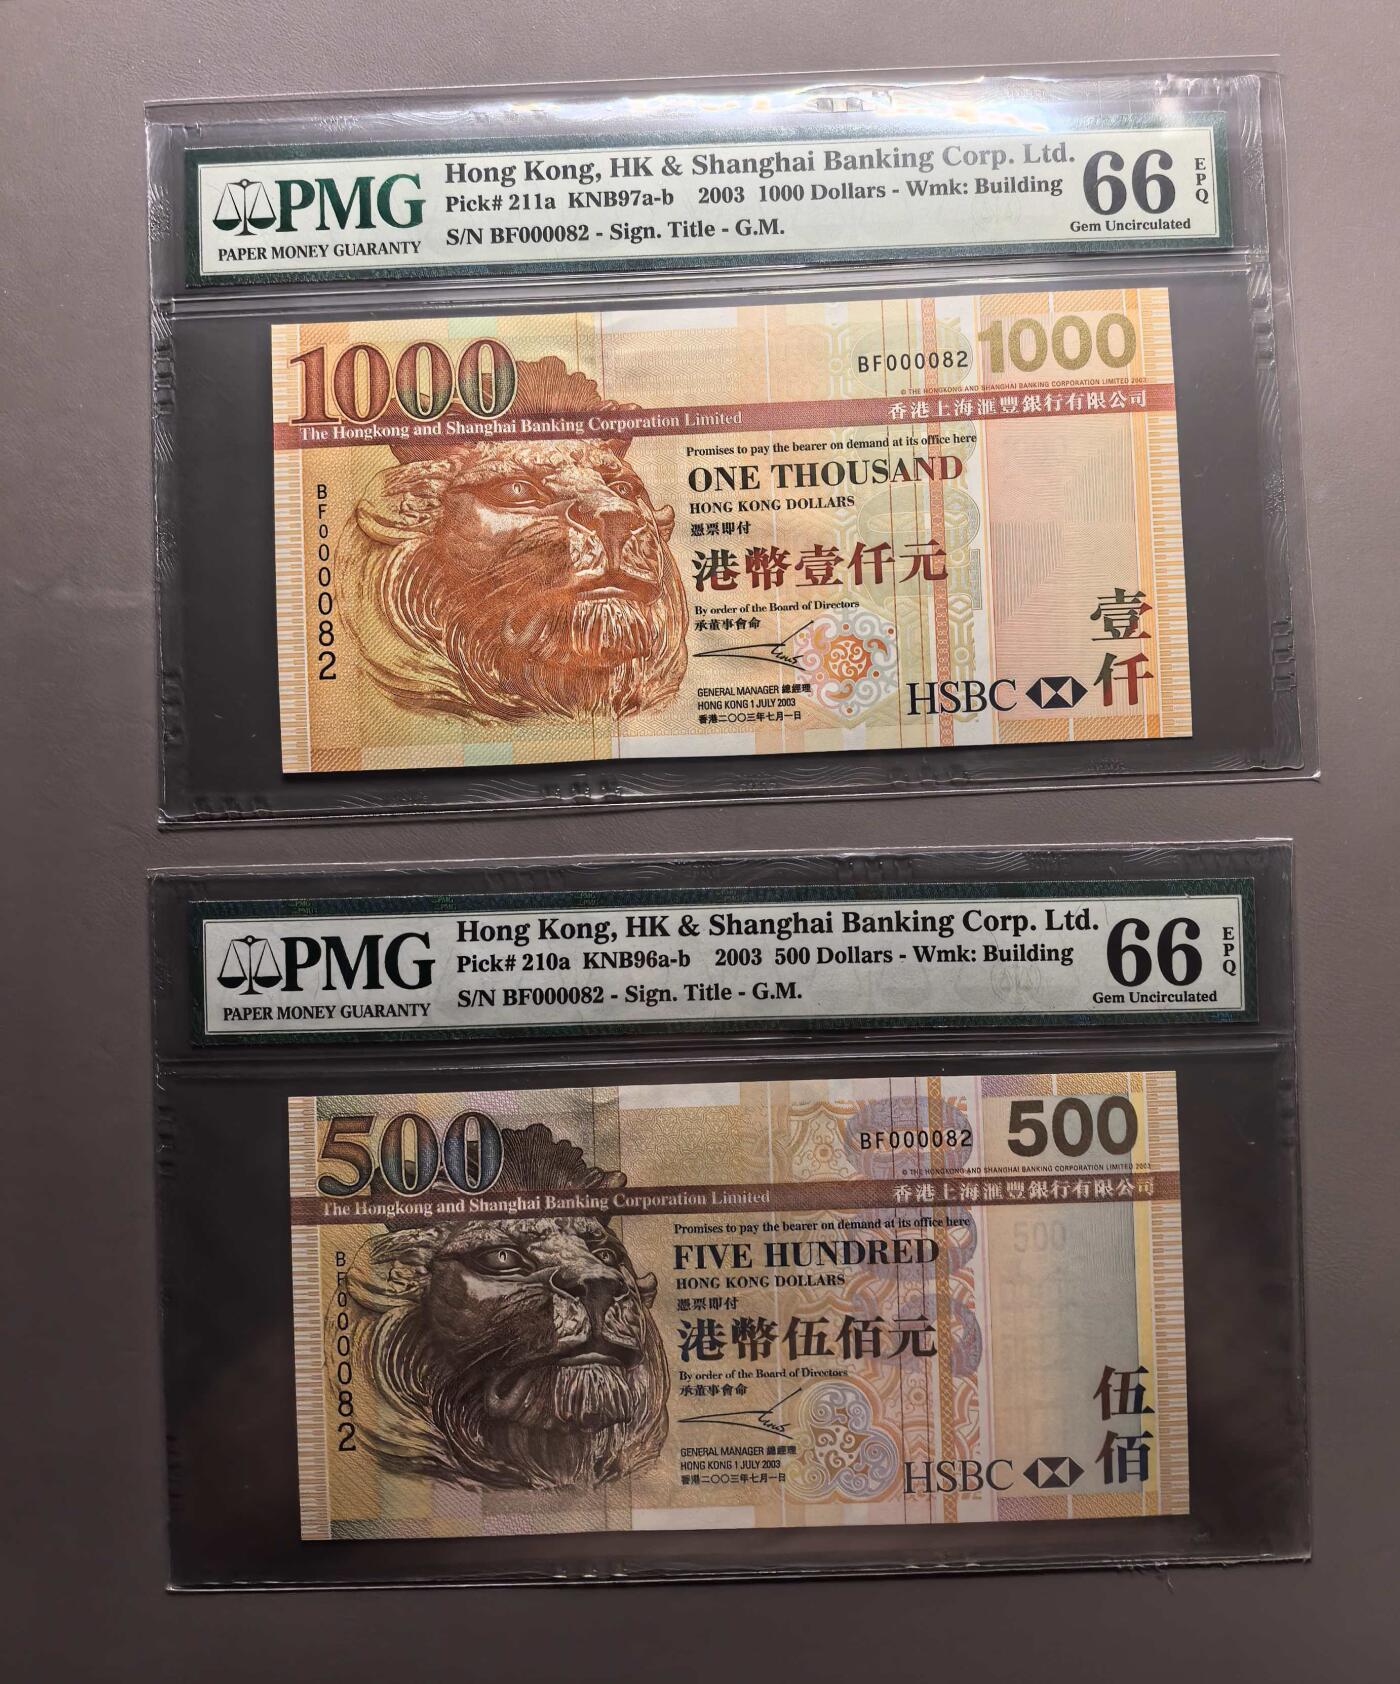 PMG
PAPER MONEY GUARANTY
Hong Kong, HK & Shanghai Banking Corp. Ltd.
Pick# 211a KNB97a-b 2003 1000 Dollars - Wmk: Building
S/N BF000082 - Sign. Title - G.M.
66
EPQ
Gem Uncirculated
1000
BF000082
1000
© THE HONGKONG AND SHANGHAI BANKING CORPORATION LIMITED 2003
The Hongkong and Shanghai Banking Corporation Limited
香港上海滙豐銀行有限公司
Promises to pay the bearer on demand at its office here
ONE THOUSAND
HONG KONG DOLLARS
憑票即付
港幣壹仟元
By order of the Board of Directors
承董事會命
GENERAL MANAGER 總經理
HONG KONG 1 JULY 2003
香港二〇〇三年七月一日
BF000082
HSBC
壹仟
PMG
PAPER MONEY GUARANTY
Hong Kong, HK & Shanghai Banking Corp. Ltd.
Pick# 210a KNB96a-b 2003 500 Dollars - Wmk: Building
S/N BF000082 - Sign. Title - G.M.
66
EPQ
Gem Uncirculated
500
BF000082
500
© THE HONGKONG AND SHANGHAI BANKING CORPORATION LIMITED 2003
The Hongkong and Shanghai Banking Corporation Limited
香港上海滙豐銀行有限公司
Promises to pay the bearer on demand at its office here
500
FIVE HUNDRED
HONG KONG DOLLARS
憑票即付
港幣伍佰元
By order of the Board of Directors
承董事會命
GENERAL MANAGER 總經理
HONG KONG 1 JULY 2003
香港二〇〇三年七月一日
BF000082
HSBC
伍佰